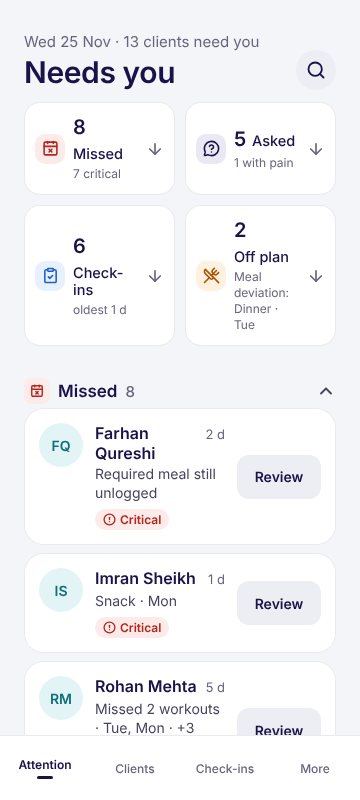 Wed 25 Nov · 13 clients need you
Needs you
8
Missed
7 critical
5 Asked
1 with pain
6
Check-
ins
oldest 1 d
2
Off plan
Meal
deviation:
Dinner ·
Tue
Missed 8
FQ
Farhan
Qureshi
2 d
Required meal still
unlogged
Critical
Review
IS
Imran Sheikh 1 d
Snack · Mon
Critical
Review
RM
Rohan Mehta 5 d
Missed 2 workouts
· Tue, Mon · +3
Review
Attention
Clients
Check-ins
More